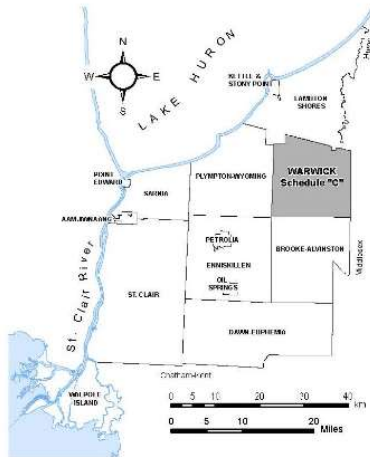 N
W E
S
LAKE HURON
KETTLE &
STONY POINT
LAMBTON
SHORES
POINT
EDWARD
SARNIA
PLYMPTON-WYOMING
WARWICK
Schedule "C"
AAMJIWNAANG
PETROLIA
BROOKE-ALVINSTON
Middlesex
ENNISKILLEN
St. Clair River
ST. CLAIR
OIL
SPRINGS
DAWN EUPHEMIA
Chatham-Kent
WALPOLE
ISLAND
0 5 10 20 30 40
km
0 5 10 20
Miles